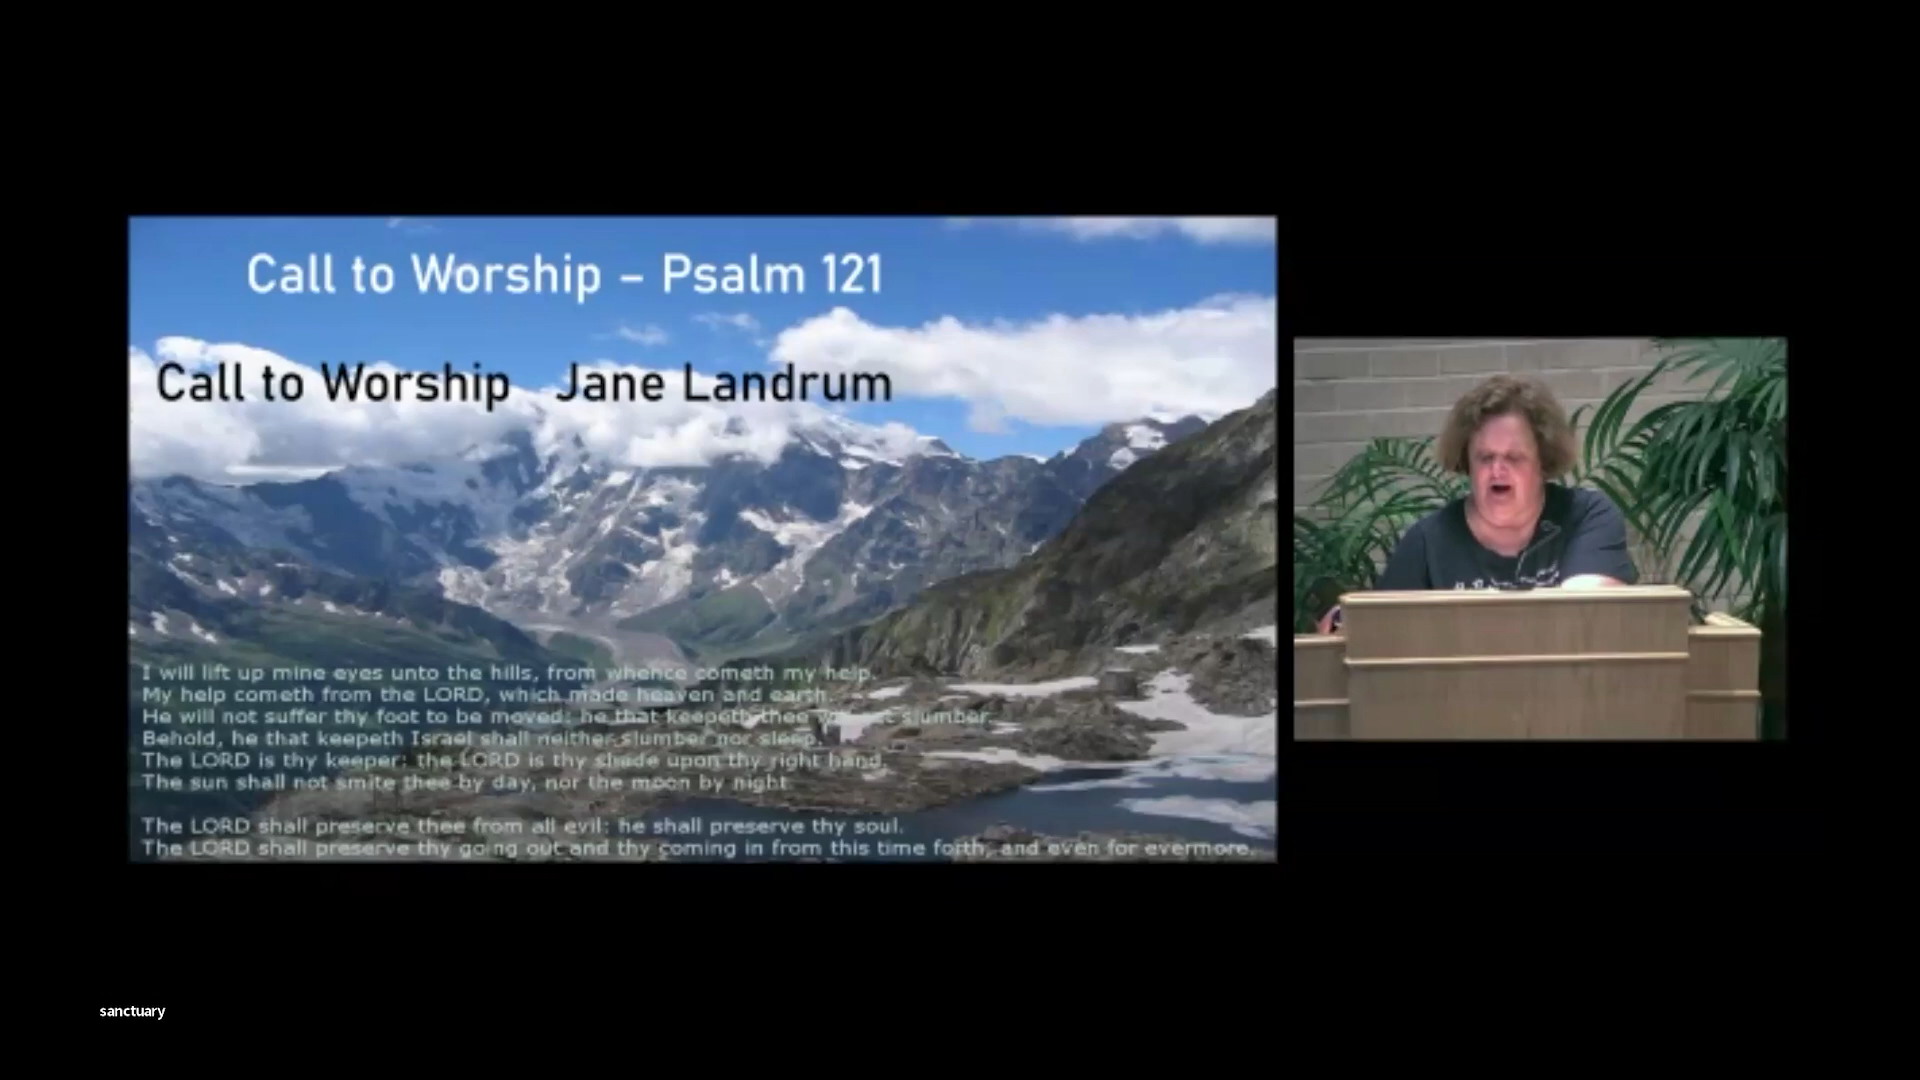 Call to Worship – Psalm 121
Call to Worship Jane Landrum
I will lift up mine eyes unto the hills, from whence cometh my help.
My help cometh from the LORD, which made heaven and earth.
He will not suffer thy foot to be moved: he that keepeth thee slumber.
Behold, he that keepeth Israel shall neither slumber nor sleep.
The LORD is thy keeper: the LORD is thy shade upon thy right hand.
The sun shall not smite thee by day, nor the moon by night
The LORD shall preserve thee from all evil: he shall preserve thy soul.
The LORD shall preserve thy going out and thy coming in from this time forth, and even for evermore.
sanctuary